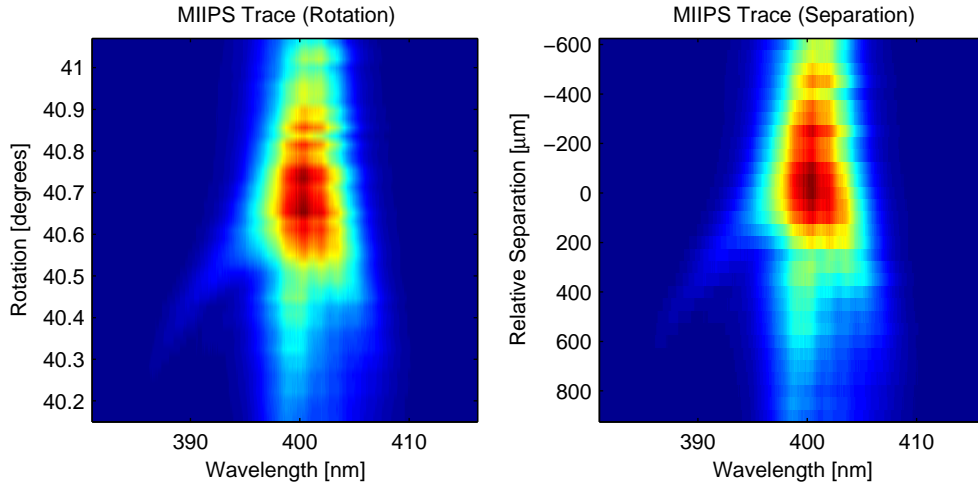 MIIPS Trace (Rotation)
41
40.9
40.8
40.7
40.6
40.5
40.4
40.3
40.2
Rotation [degrees]
390 400 410
Wavelength [nm]
MIIPS Trace (Separation)
−600
−400
−200
0
200
400
600
800
Relative Separation [µm]
390 400 410
Wavelength [nm]